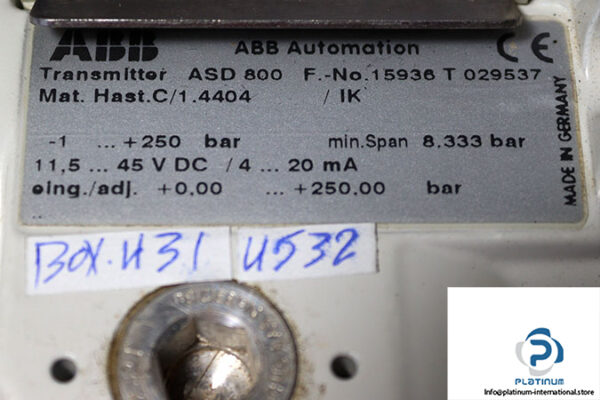 ABB ABB Automation CE
Transmitter ASD 800 F.-No.15936 T 029537
Mat. Hast.C/1.4404 / IK
-1 ... +250 bar min.Span 8,333 bar
11,5 ... 45 V DC / 4 ... 20 mA
eing./adj. +0,00 ... +250,00 bar
..
MADE IN GERMANY
BOX.U31 U532
PLATINUM
Info@platinum-international.store